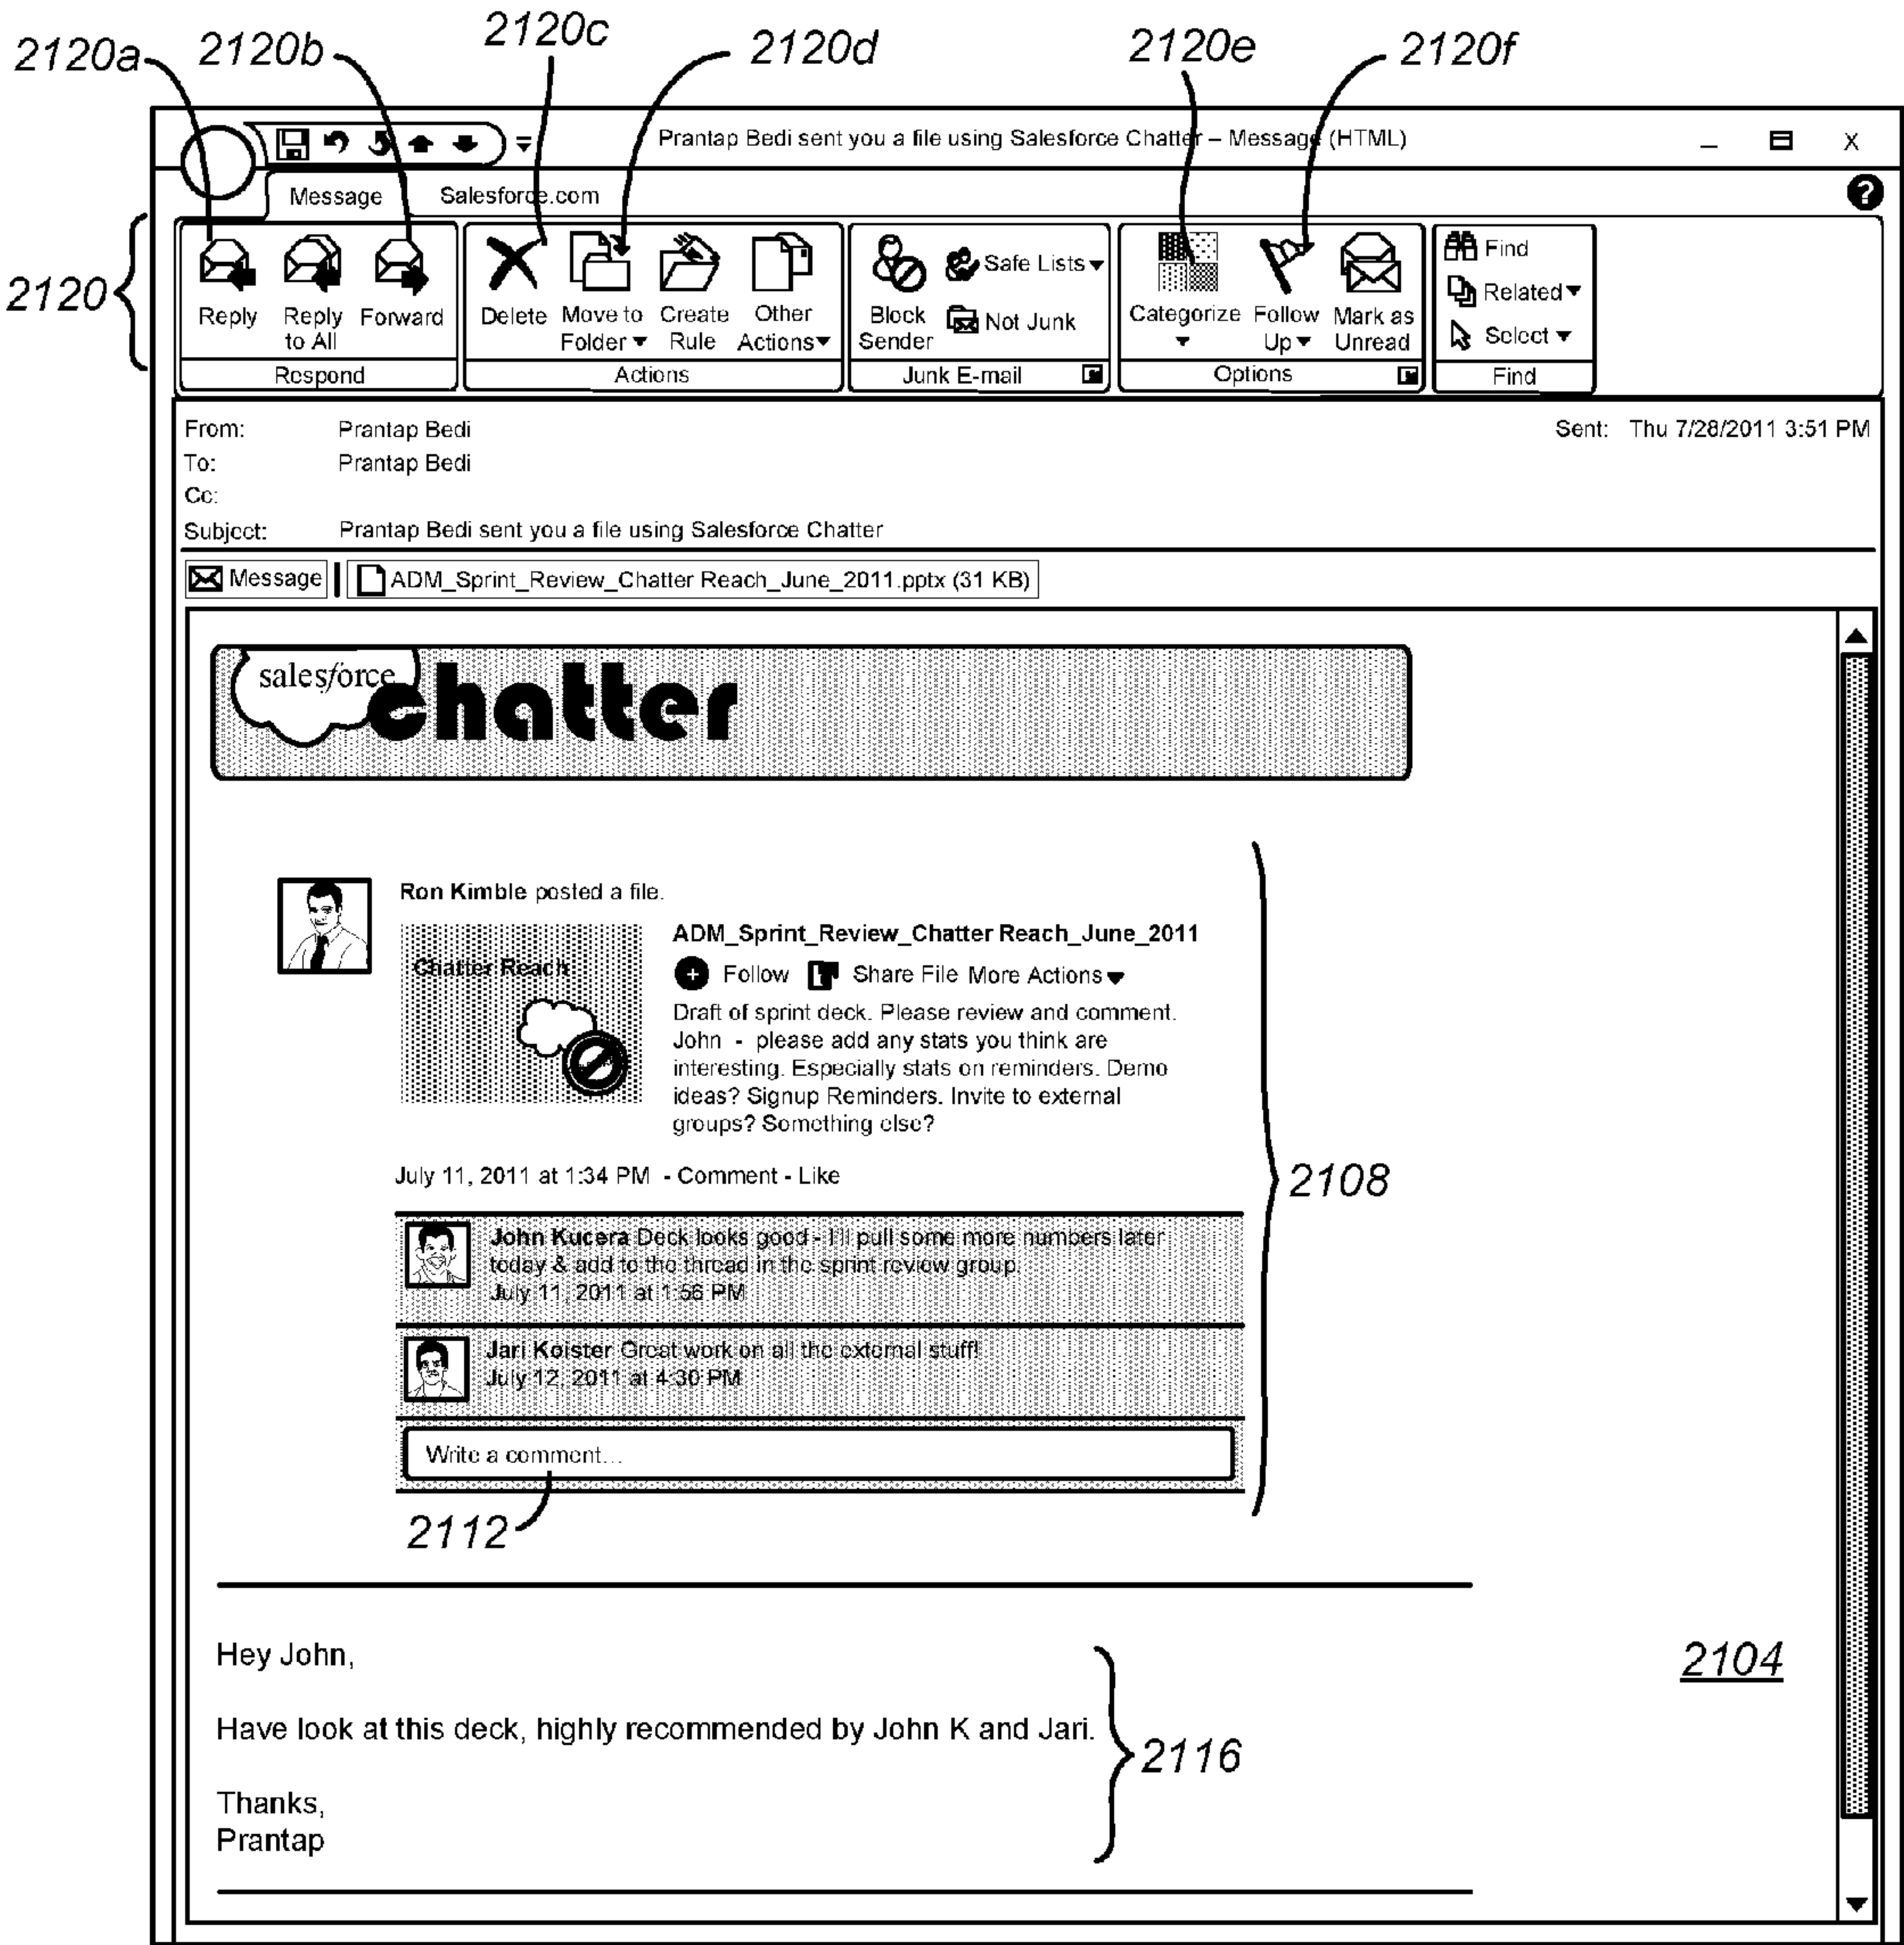 2120a 2120b 2120c 2120d 2120e 2120f
Prantap Bedi sent you a file using Salesforce Chatter – Message (HTML) X
Message Salesforce.com ?
2120
Reply Reply to All Forward
Respond
Delete Move to Folder Create Rule Other Actions
Actions
Block Sender Safe Lists Not Junk
Junk E-mail
Categorize Follow Up Mark as Unread
Options
Find
Related
Select
Find
From: Prantap Bedi Sent: Thu 7/28/2011 3:51 PM
To: Prantap Bedi
Cc:
Subject: Prantap Bedi sent you a file using Salesforce Chatter
Message ADM_Sprint_Review_Chatter Reach_June_2011.pptx (31 KB)
salesforce
chatter
Ron Kimble posted a file.
Chatter Reach
ADM_Sprint_Review_Chatter Reach_June_2011
Follow Share File More Actions
Draft of sprint deck. Please review and comment.
John - please add any stats you think are
interesting. Especially stats on reminders. Demo
ideas? Signup Reminders. Invite to external
groups? Something else?
July 11, 2011 at 1:34 PM - Comment - Like
2108
John Kucera Deck looks good - I'll pull some more numbers later
today & add to the thread in the sprint review group.
July 11, 2011 at 1:56 PM
Jari Koister Great work on all the external stuff!
July 12, 2011 at 4:30 PM
Write a comment...
2112
Hey John,
2104
Have look at this deck, highly recommended by John K and Jari.
2116
Thanks,
Prantap